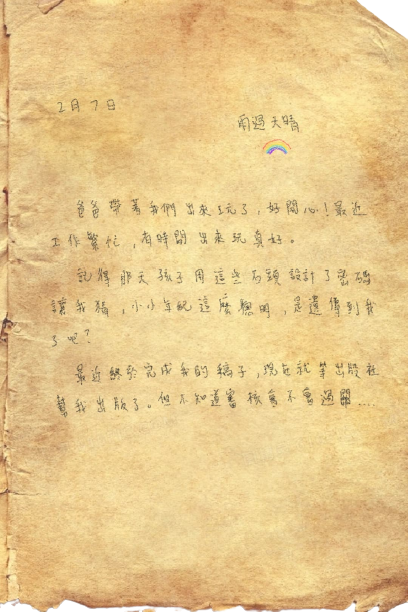 2月7日
雨過天晴
爸爸帶著我們出來玩了，好開心！最近
工作繁忙，有時間出來玩真好。
記得昨天孩子用這些石頭設計了密碼
讓我猜，小小年紀這麼聰明，是遺傳到我
了吧？
最近終於完成我的稿子，現在就等出版社
幫我出版了。但不知道審核會不會過關....